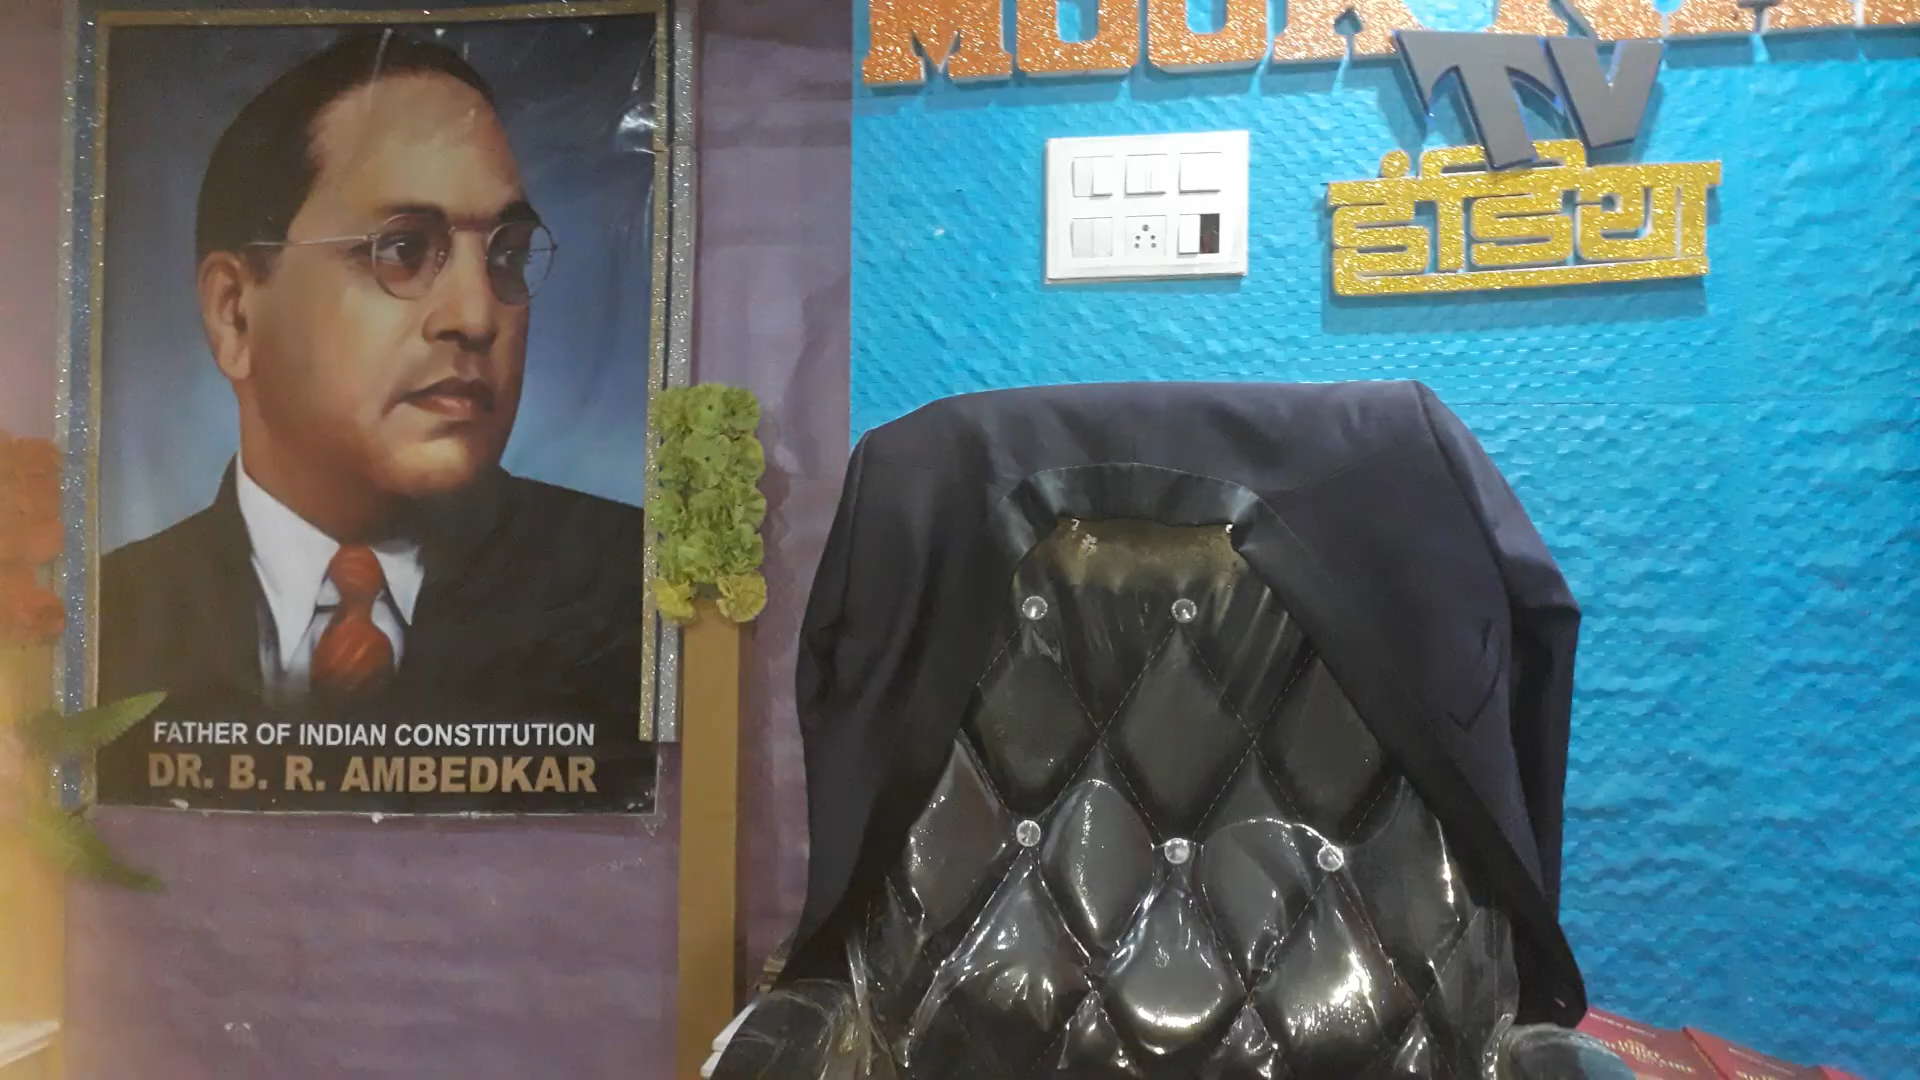 FATHER OF INDIAN CONSTITUTION
DR. B. R. AMBEDKAR
TV
इंडिया